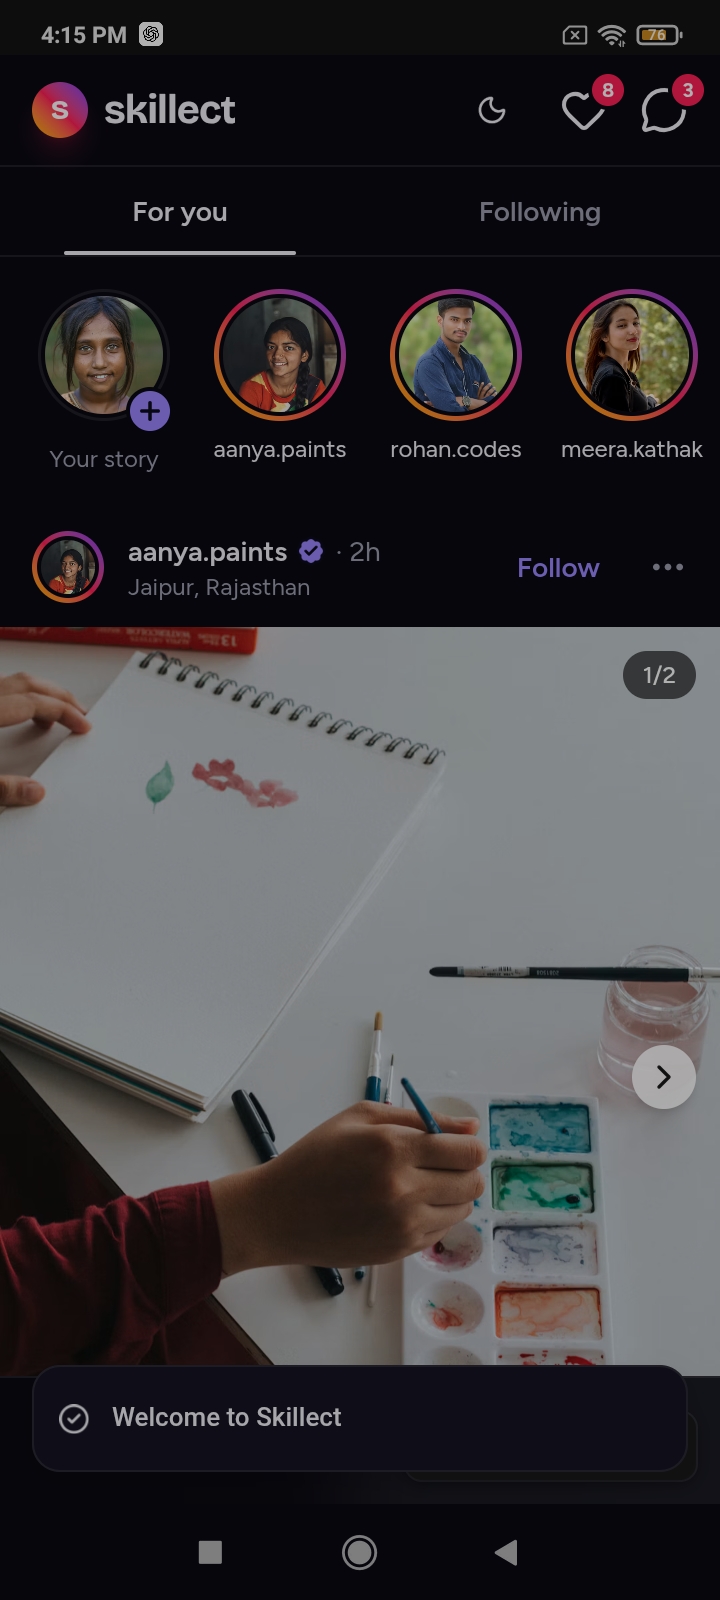 4:15 PM
76
s skillect
8
3
For you
Following
Your story
aanya.paints
rohan.codes
meera.kathak
aanya.paints · 2h
Jaipur, Rajasthan
Follow
1/2
Welcome to Skillect